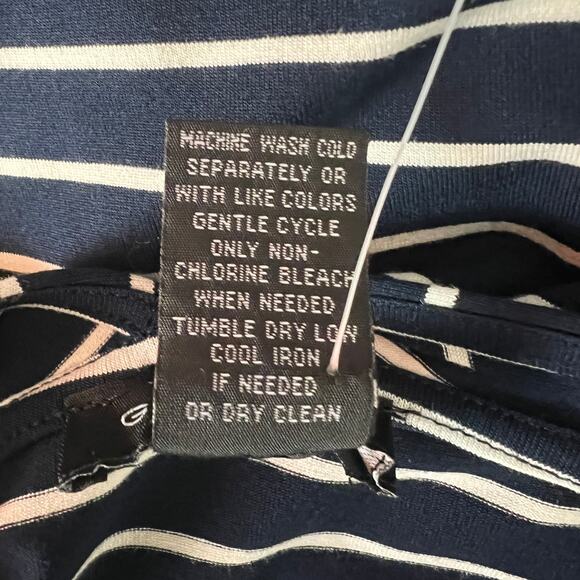 MACHINE WASH COLD
SEPARATELY OR
WITH LIKE COLORS
GENTLE CYCLE
ONLY NON-
CHLORINE BLEACH
WHEN NEEDED
TUMBLE DRY LOW
COOL IRON
IF NEEDED
OR DRY CLEAN